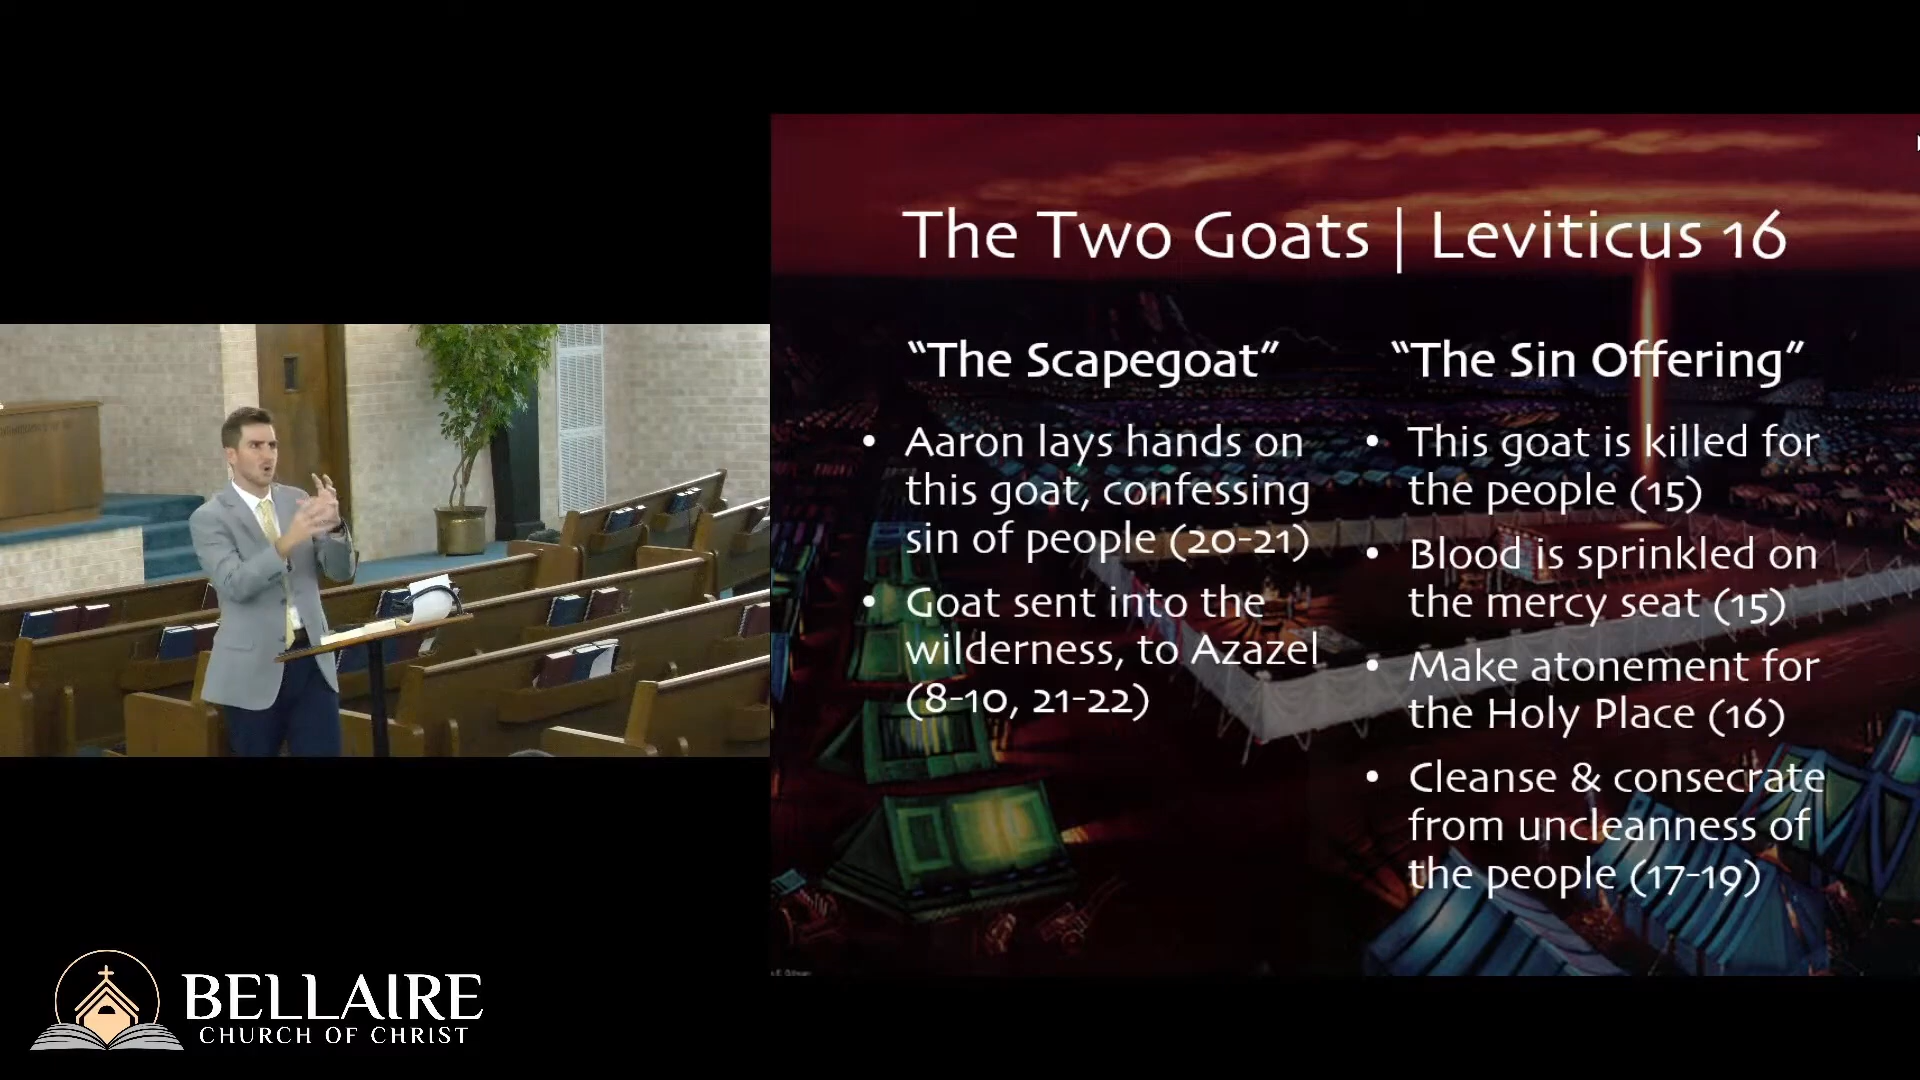 The Two Goats | Leviticus 16
“The Scapegoat”
• Aaron lays hands on
this goat, confessing
sin of people (20-21)
• Goat sent into the
wilderness, to Azazel
(8-10, 21-22)
“The Sin Offering”
• This goat is killed for
the people (15)
• Blood is sprinkled on
the mercy seat (15)
• Make atonement for
the Holy Place (16)
• Cleanse & consecrate
from uncleanness of
the people (17-19)
BELLAIRE
CHURCH OF CHRIST